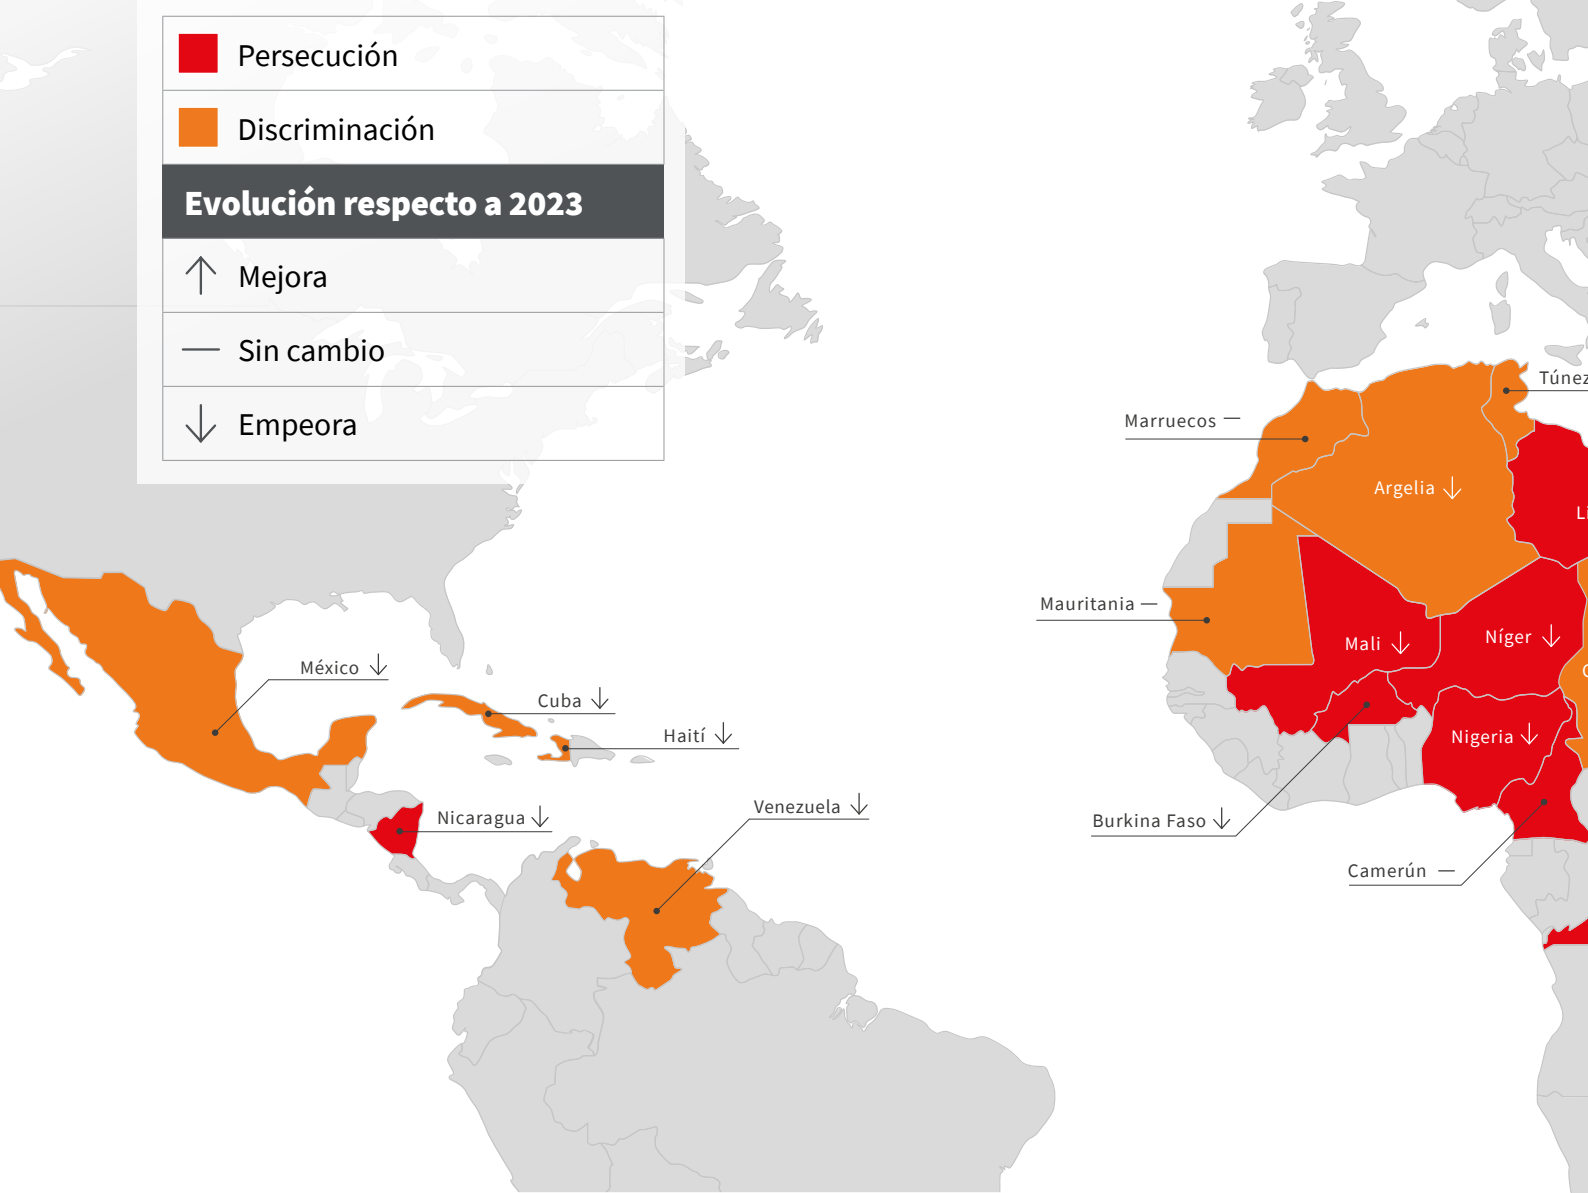 Persecución
Discriminación
Evolución respecto a 2023
Mejora
Sin cambio
Empeora
Túnez
Marruecos
Argelia
Mauritania
Mali
Níger
México
Cuba
Haití
Nigeria
Venezuela
Nicaragua
Burkina Faso
Camerún